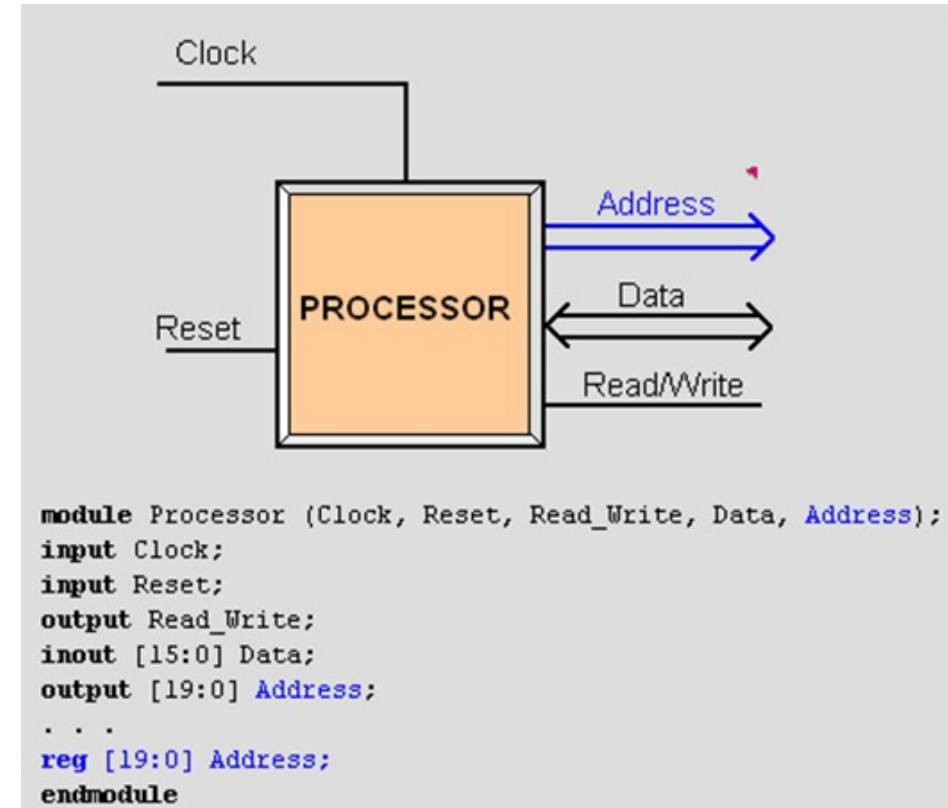 Clock
Address
Data
PROCESSOR
Reset
Read/Write
module Processor (Clock, Reset, Read_Write, Data, Address);
input Clock;
input Reset;
output Read_Write;
inout [15:0] Data;
output [19:0] Address;
. . .
reg [19:0] Address;
endmodule